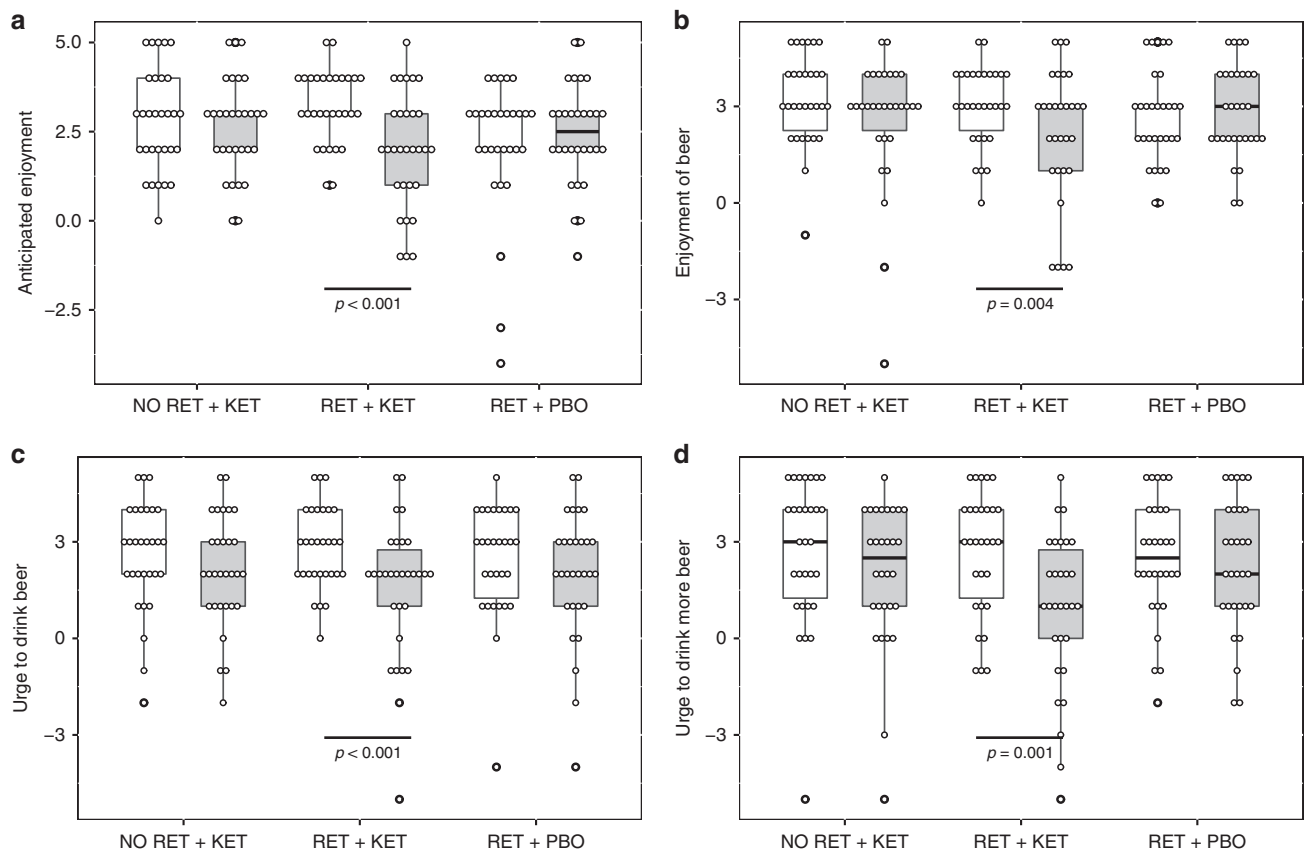 a
5.0
2.5
0.0
−2.5
Anticipated enjoyment
p < 0.001
NO RET + KET
RET + KET
RET + PBO
b
3
0
−3
Enjoyment of beer
p = 0.004
NO RET + KET
RET + KET
RET + PBO
c
3
0
−3
Urge to drink beer
p < 0.001
NO RET + KET
RET + KET
RET + PBO
d
3
0
−3
Urge to drink more beer
p = 0.001
NO RET + KET
RET + KET
RET + PBO